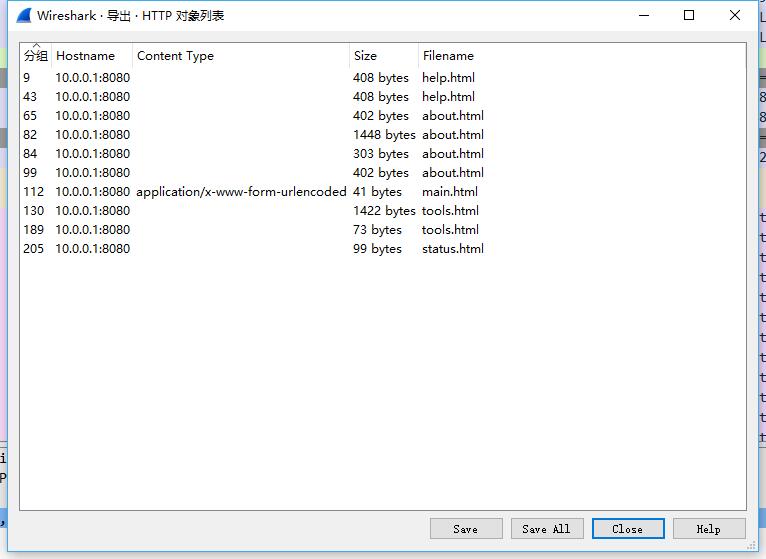 Wireshark · 导出 · HTTP 对象列表
分组 Hostname Content Type Size Filename
9 10.0.0.1:8080 408 bytes help.html
43 10.0.0.1:8080 408 bytes help.html
65 10.0.0.1:8080 402 bytes about.html
82 10.0.0.1:8080 1448 bytes about.html
84 10.0.0.1:8080 303 bytes about.html
99 10.0.0.1:8080 402 bytes about.html
112 10.0.0.1:8080 application/x-www-form-urlencoded 41 bytes main.html
130 10.0.0.1:8080 1422 bytes tools.html
189 10.0.0.1:8080 73 bytes tools.html
205 10.0.0.1:8080 99 bytes status.html
Save Save All Close Help